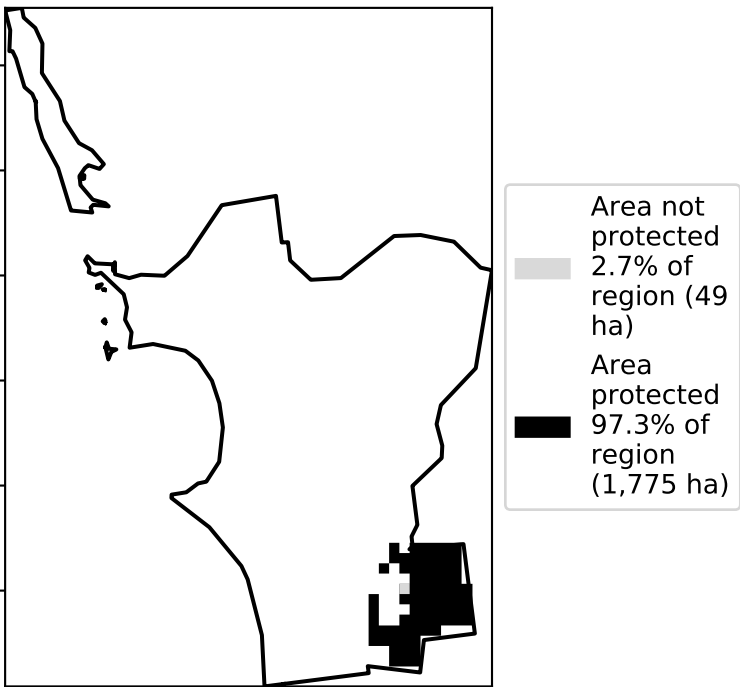 Area not
protected
2.7% of
region (49
ha)
Area
protected
97.3% of
region
(1,775 ha)